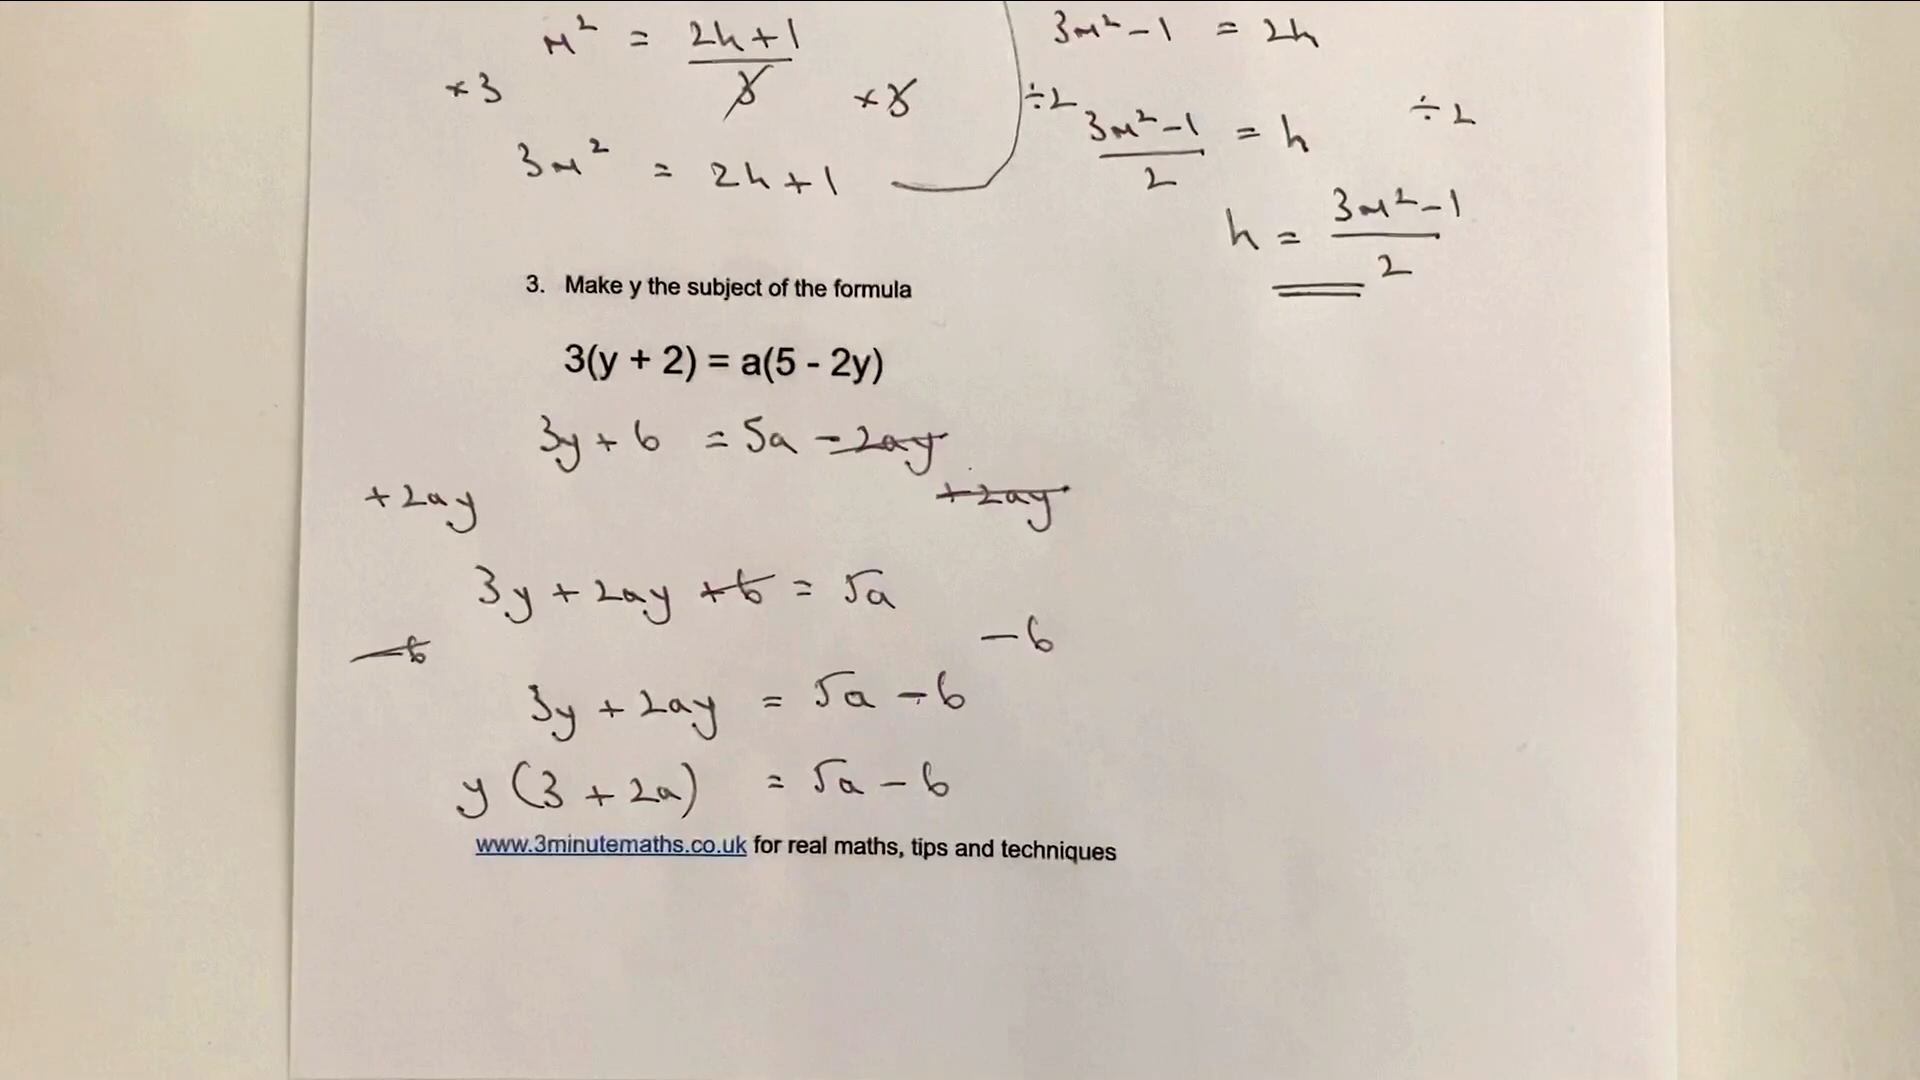 m² = 2h + 1
3
×3 ×3
3m² = 2h + 1
3m² - 1 = 2h
÷2 ÷2
3m² - 1 = h
2
h = 3m² - 1
2
3. Make y the subject of the formula
3(y + 2) = a(5 - 2y)
3y + 6 = 5a - 2ay
+ 2ay + 2ay
3y + 2ay + 6 = 5a
- 6 - 6
3y + 2ay = 5a - 6
y (3 + 2a) = 5a - 6
www.3minutemaths.co.uk for real maths, tips and techniques